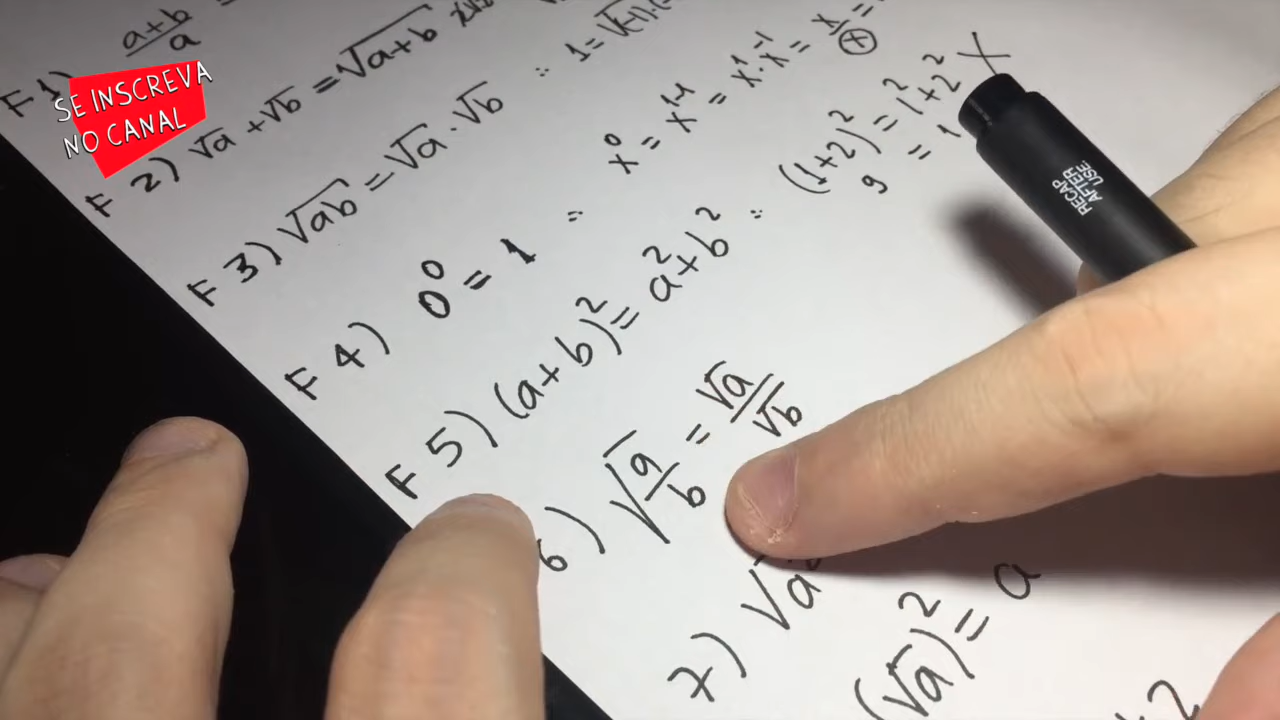 F 1) a+b/a
SE INSCREVA
NO CANAL
F 2) √a + √b = √a+b
F 3) √ab = √a · √b ∴ 1=
F 4) 0⁰ = 1 = x⁰ = x¹⁻¹ = x¹·x⁻¹ = x/x =
F 5) (a+b)² = a²+b² ∴ (1+2)² = 1²+2² X
9 = 1
6) √a/b = √a/√b
7) √a
(√a)² = a
+2
RECAP
AFTER
USE.